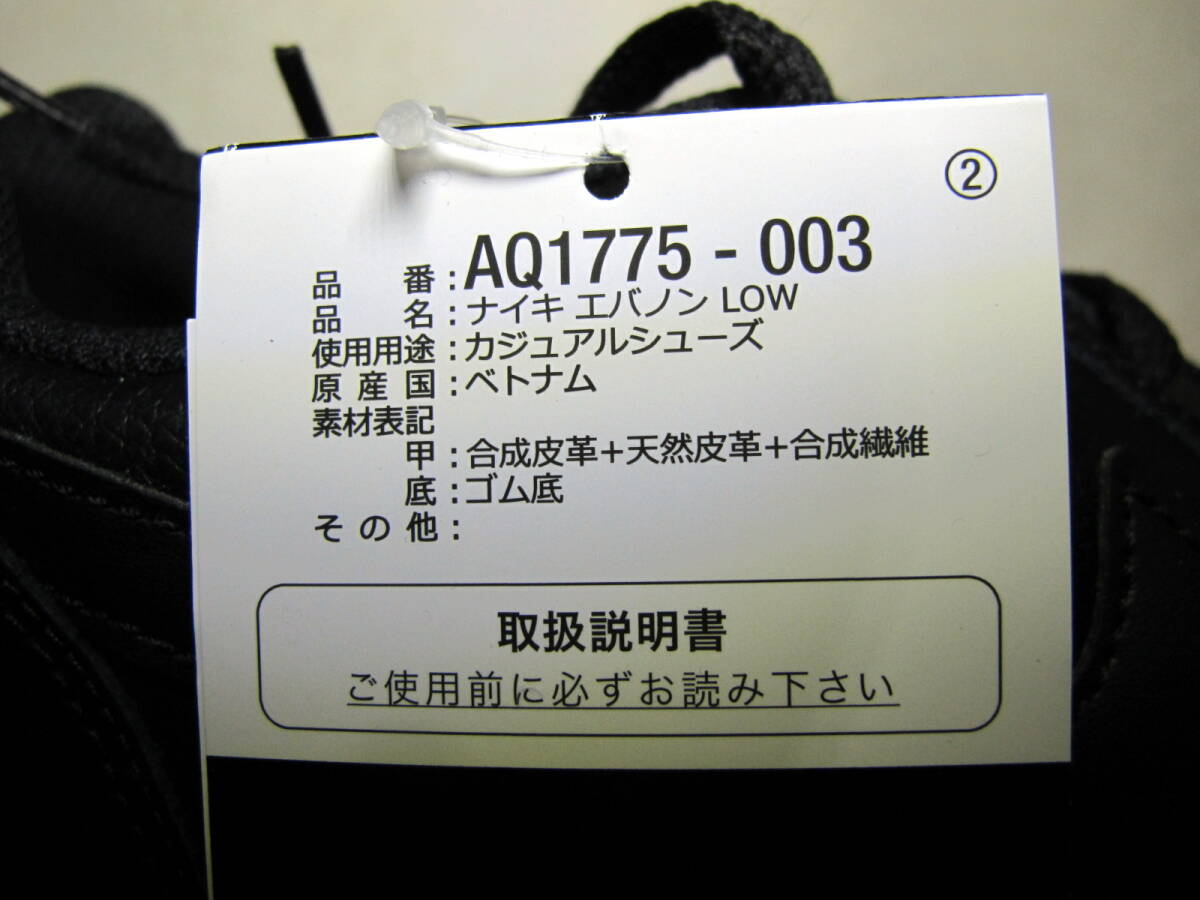 ②
品番:AQ1775 - 003
品名:ナイキ エバノン LOW
使用用途:カジュアルシューズ
原産国:ベトナム
素材表記
甲:合成皮革+天然皮革+合成繊維
底:ゴム底
その他:
取扱説明書
ご使用前に必ずお読み下さい